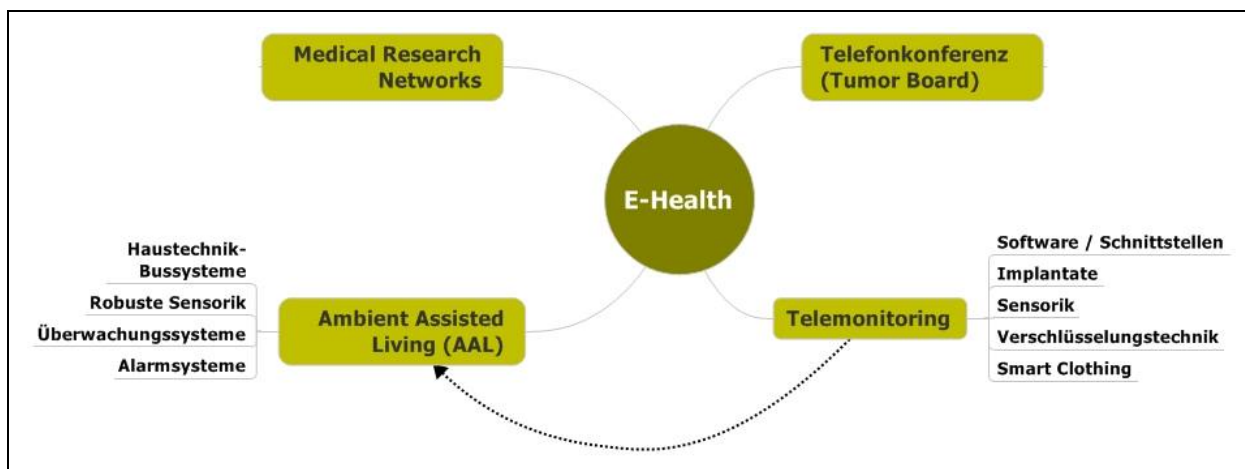 Medical Research
Networks
Telefonkonferenz
(Tumor Board)
E-Health
Haustechnik-
Bussysteme
Robuste Sensorik
Überwachungssysteme
Alarmsysteme
Ambient Assisted
Living (AAL)
Telemonitoring
Software / Schnittstellen
Implantate
Sensorik
Verschlüsselungstechnik
Smart Clothing